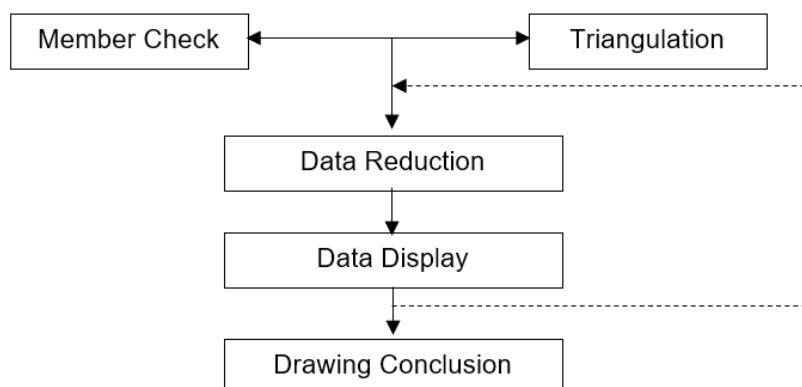 Member Check
Triangulation
Data Reduction
Data Display
Drawing Conclusion